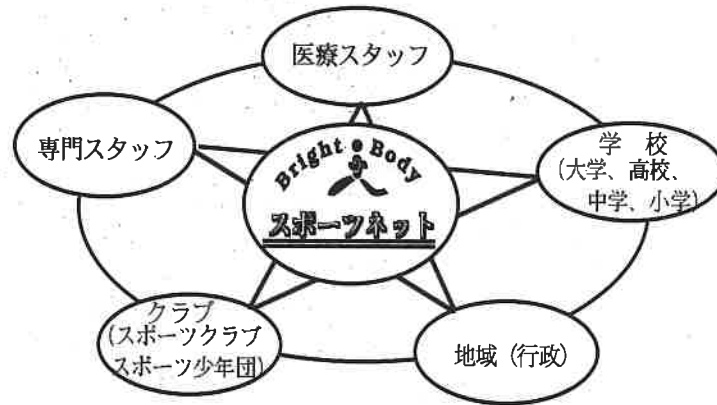 医療スタッフ
専門スタッフ
学 校
(大学、高校、
中学、小学)
Bright Body
スポーツネット
クラブ
(スポーツクラブ
スポーツ少年団)
地域 (行政)